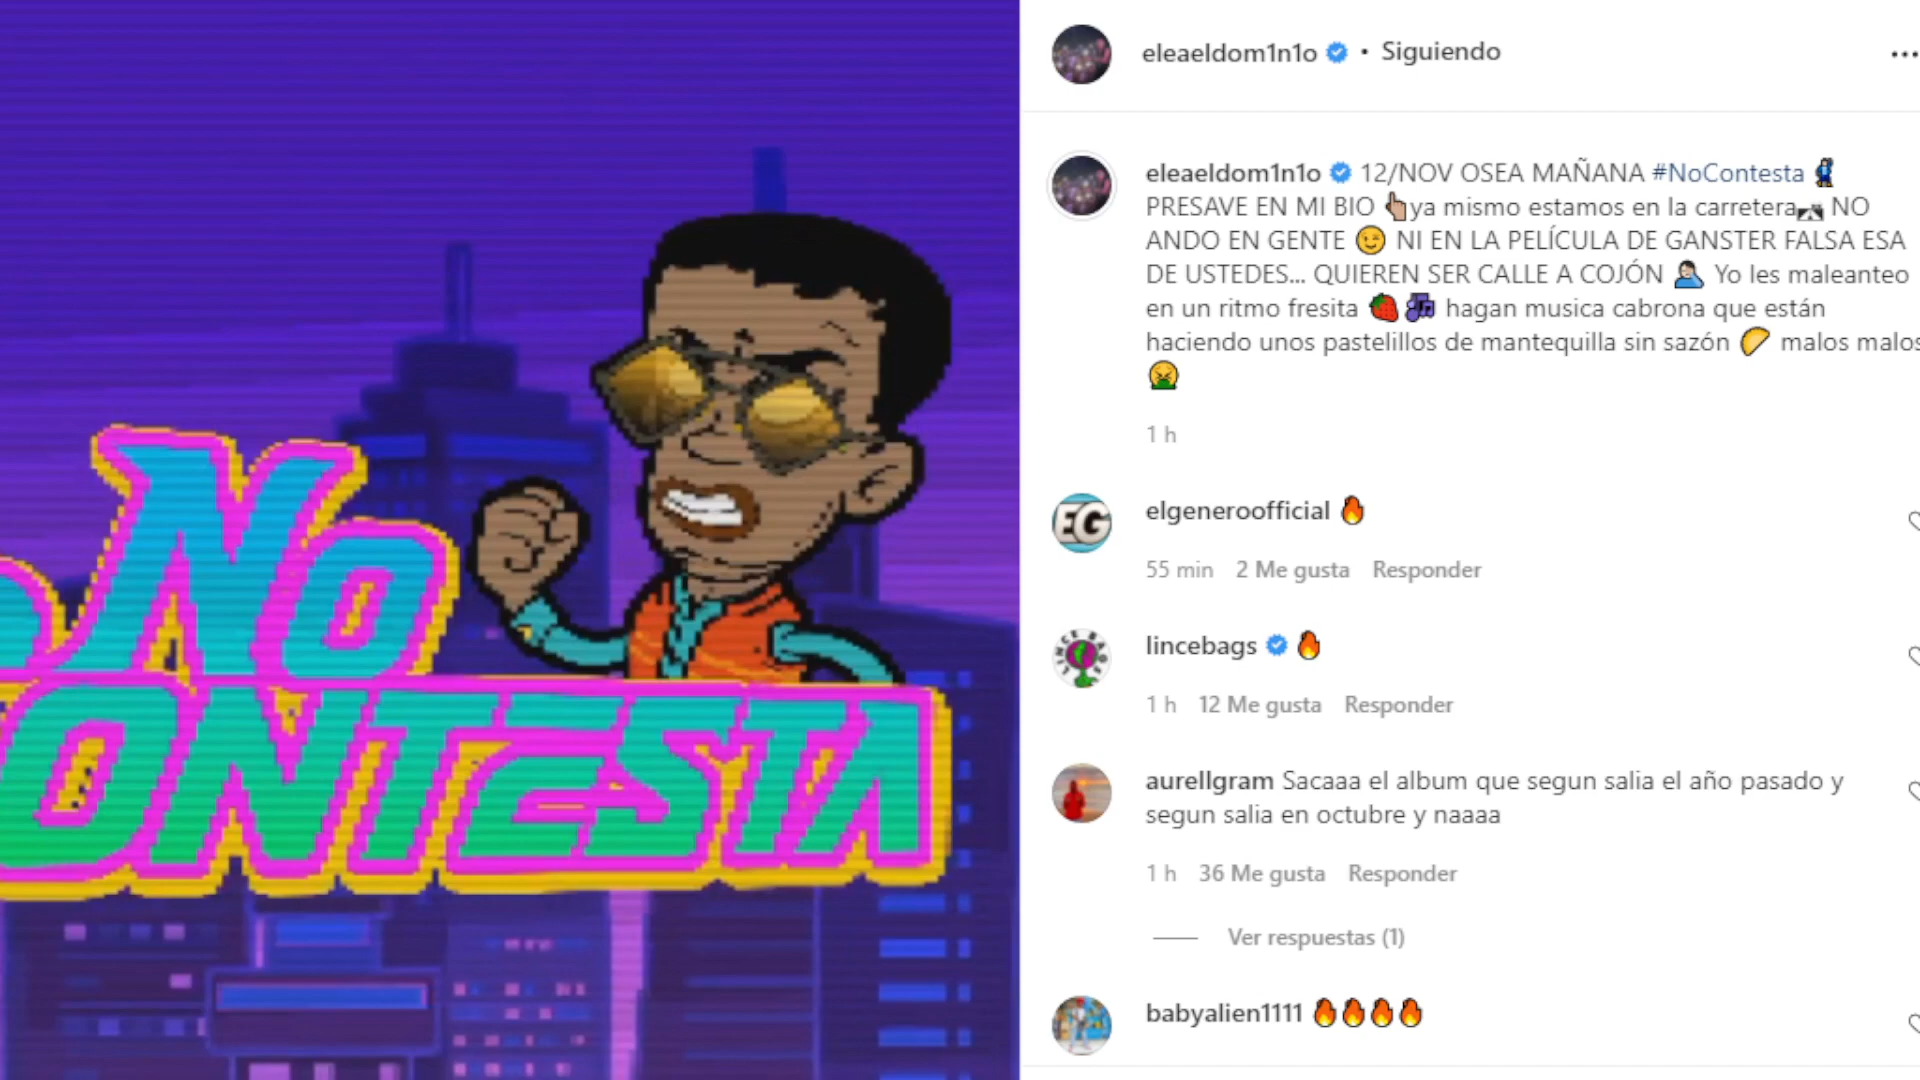 NO
CONTESTA
eleaeldom1n1o • Siguiendo
eleaeldom1n1o 12/NOV OSEA MAÑANA #NoContesta
PRESAVE EN MI BIO 👆ya mismo estamos en la carretera NO
ANDO EN GENTE 😉 NI EN LA PELÍCULA DE GANSTER FALSA ESA
DE USTEDES... QUIEREN SER CALLE A COJÓN Yo les maleanteo
en un ritmo fresita 🍓🎶 hagan musica cabrona que están
haciendo unos pastelillos de mantequilla sin sazón malos malos
🤮
1 h
EG
elgeneroofficial 🔥
55 min 2 Me gusta Responder
LINCE BAGS
lincebags 🔥
1 h 12 Me gusta Responder
aurellgram Sacaaa el album que segun salia el año pasado y
segun salia en octubre y naaaa
1 h 36 Me gusta Responder
Ver respuestas (1)
babyalien1111 🔥🔥🔥🔥